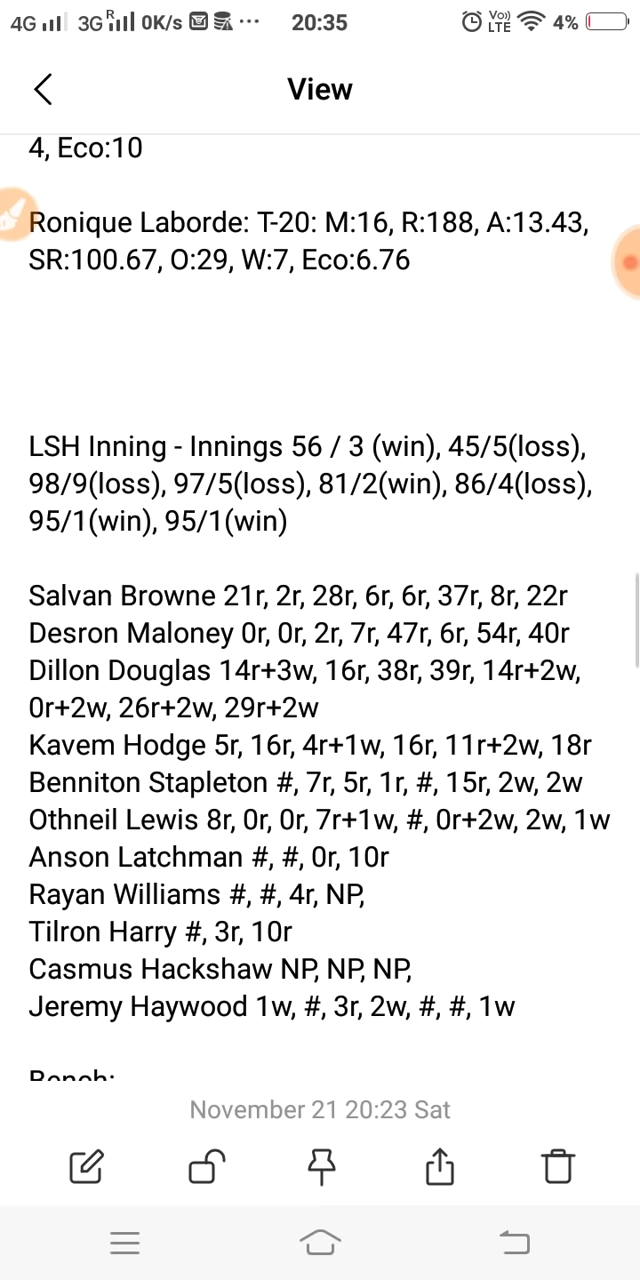 4G 3G R 0K/s ... 20:35 Vo) LTE 4%
View
4, Eco:10
Ronique Laborde: T-20: M:16, R:188, A:13.43,
SR:100.67, O:29, W:7, Eco:6.76
LSH Inning - Innings 56 / 3 (win), 45/5(loss),
98/9(loss), 97/5(loss), 81/2(win), 86/4(loss),
95/1(win), 95/1(win)
Salvan Browne 21r, 2r, 28r, 6r, 6r, 37r, 8r, 22r
Desron Maloney 0r, 0r, 2r, 7r, 47r, 6r, 54r, 40r
Dillon Douglas 14r+3w, 16r, 38r, 39r, 14r+2w,
0r+2w, 26r+2w, 29r+2w
Kavem Hodge 5r, 16r, 4r+1w, 16r, 11r+2w, 18r
Benniton Stapleton #, 7r, 5r, 1r, #, 15r, 2w, 2w
Othneil Lewis 8r, 0r, 0r, 7r+1w, #, 0r+2w, 2w, 1w
Anson Latchman #, #, 0r, 10r
Rayan Williams #, #, 4r, NP,
Tilron Harry #, 3r, 10r
Casmus Hackshaw NP, NP, NP,
Jeremy Haywood 1w, #, 3r, 2w, #, #, 1w
Bench:
November 21 20:23 Sat